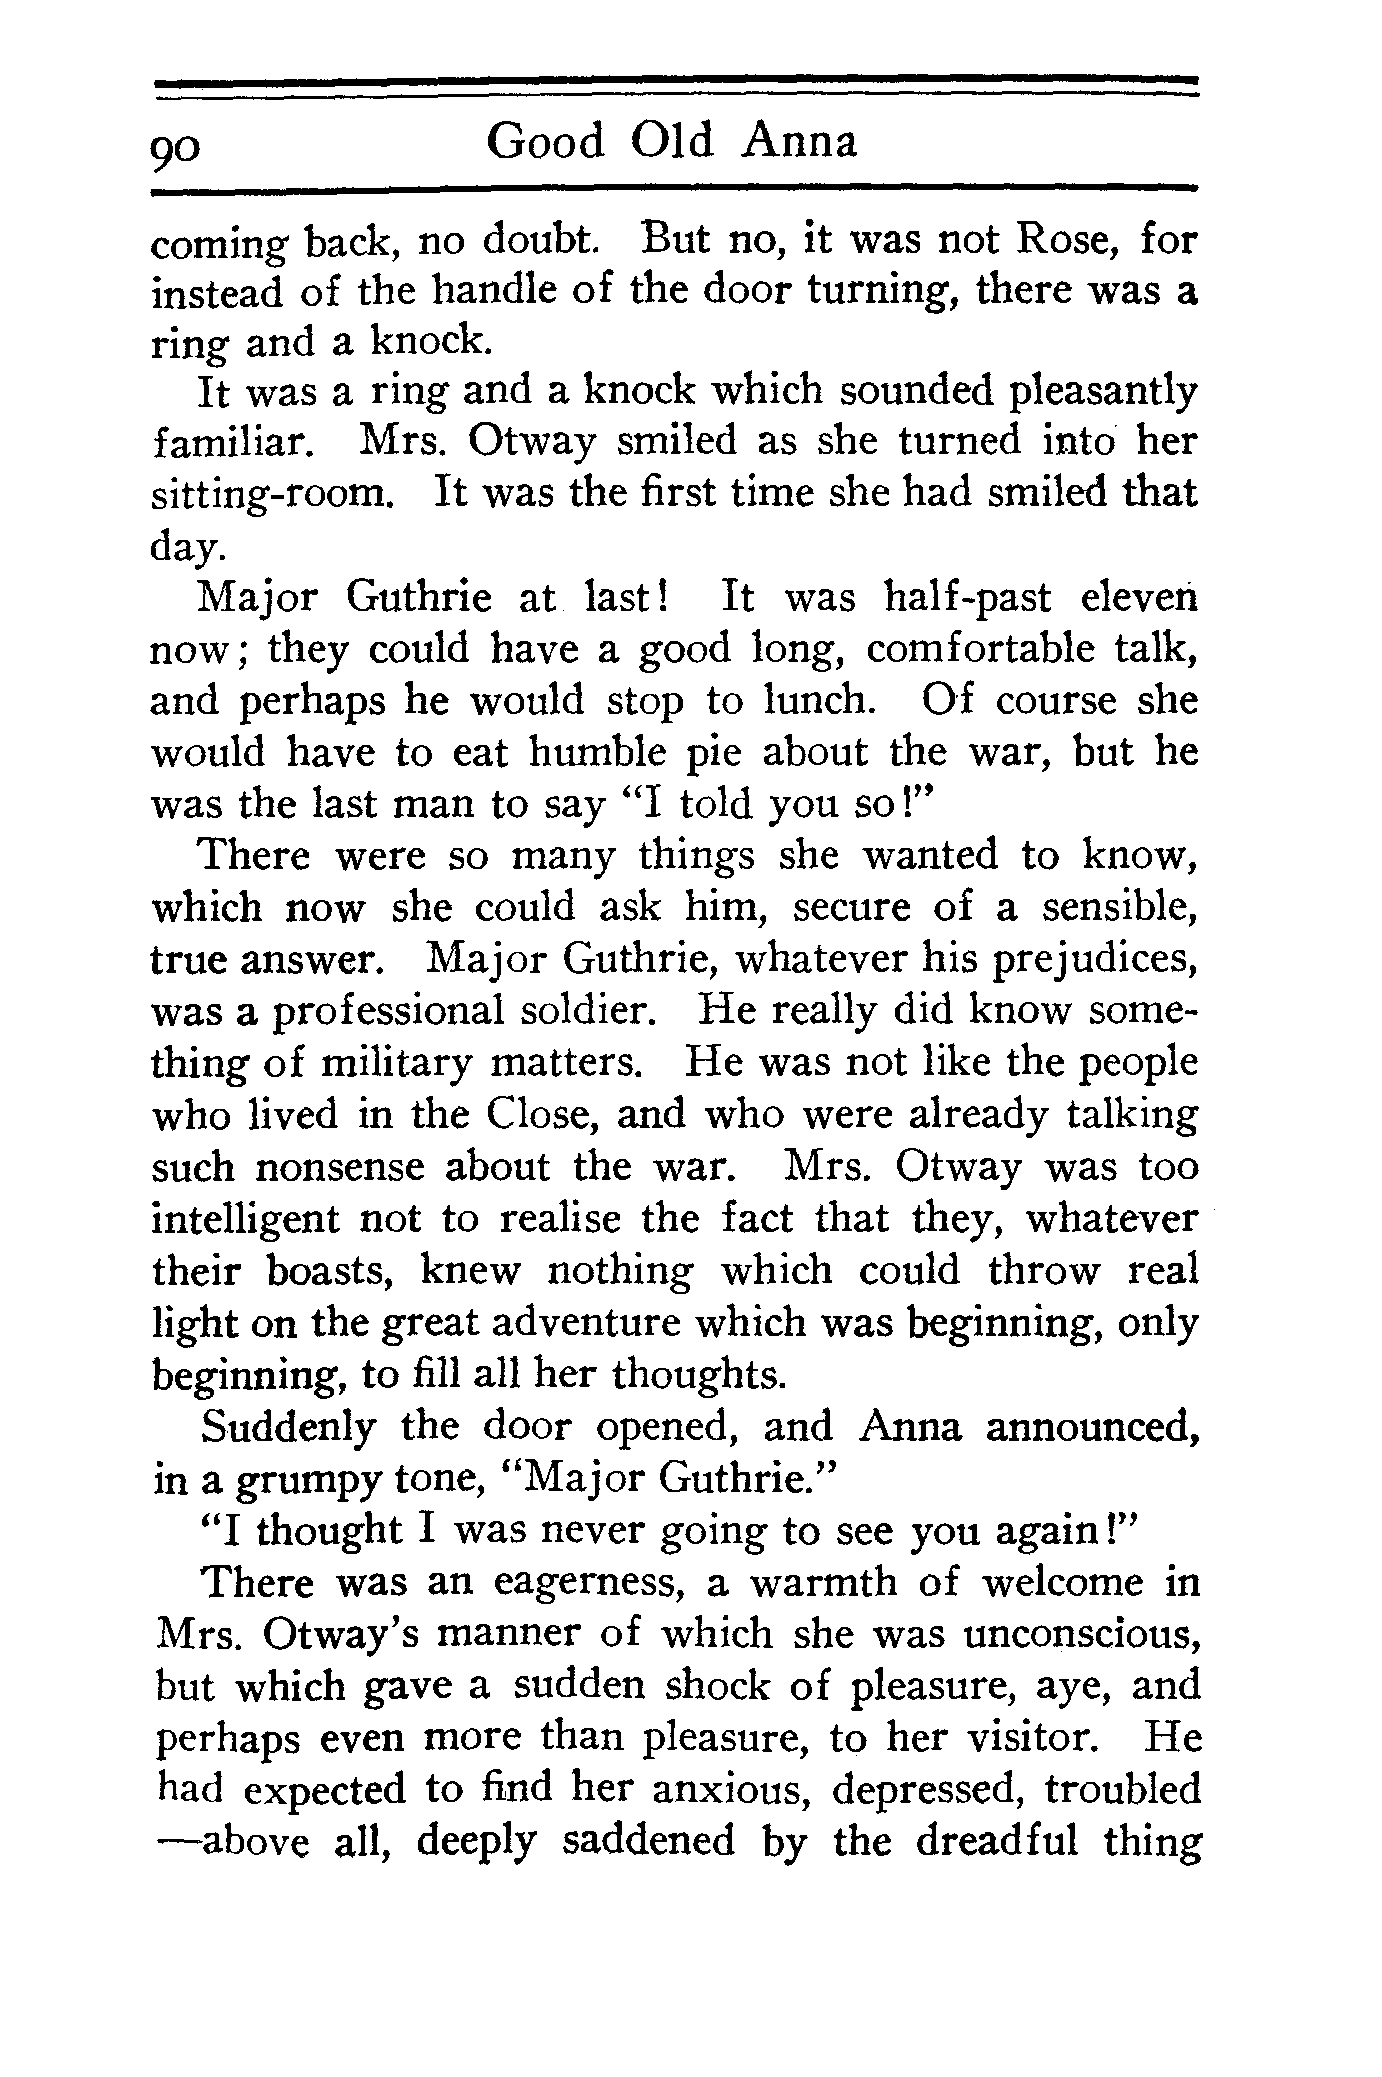 90 Good Old Anna
coming back, no doubt. But no, it was not Rose, for
instead of the handle of the door turning, there was a
ring and a knock.
It was a ring and a knock which sounded pleasantly
familiar. Mrs. Otway smiled as she turned into her
sitting-room. It was the first time she had smiled that
day.
Major Guthrie at last! It was half-past eleven
now; they could have a good long, comfortable talk,
and perhaps he would stop to lunch. Of course she
would have to eat humble pie about the war, but he
was the last man to say “I told you so!”
There were so many things she wanted to know,
which now she could ask him, secure of a sensible,
true answer. Major Guthrie, whatever his prejudices,
was a professional soldier. He really did know some-
thing of military matters. He was not like the people
who lived in the Close, and who were already talking
such nonsense about the war. Mrs. Otway was too
intelligent not to realise the fact that they, whatever
their boasts, knew nothing which could throw real
light on the great adventure which was beginning, only
beginning, to fill all her thoughts.
Suddenly the door opened, and Anna announced,
in a grumpy tone, “Major Guthrie.”
“I thought I was never going to see you again!”
There was an eagerness, a warmth of welcome in
Mrs. Otway’s manner of which she was unconscious,
but which gave a sudden shock of pleasure, aye, and
perhaps even more than pleasure, to her visitor. He
had expected to find her anxious, depressed, troubled
—above all, deeply saddened by the dreadful thing